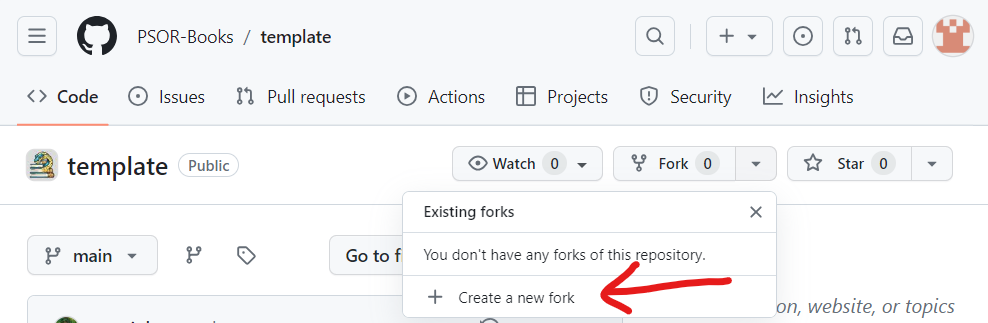 PSOR-Books / template
Code Issues Pull requests Actions Projects Security Insights
template Public Watch 0 Fork 0 Star 0
Existing forks
You don't have any forks of this repository.
main Go to f
Create a new fork
on, website, or topics